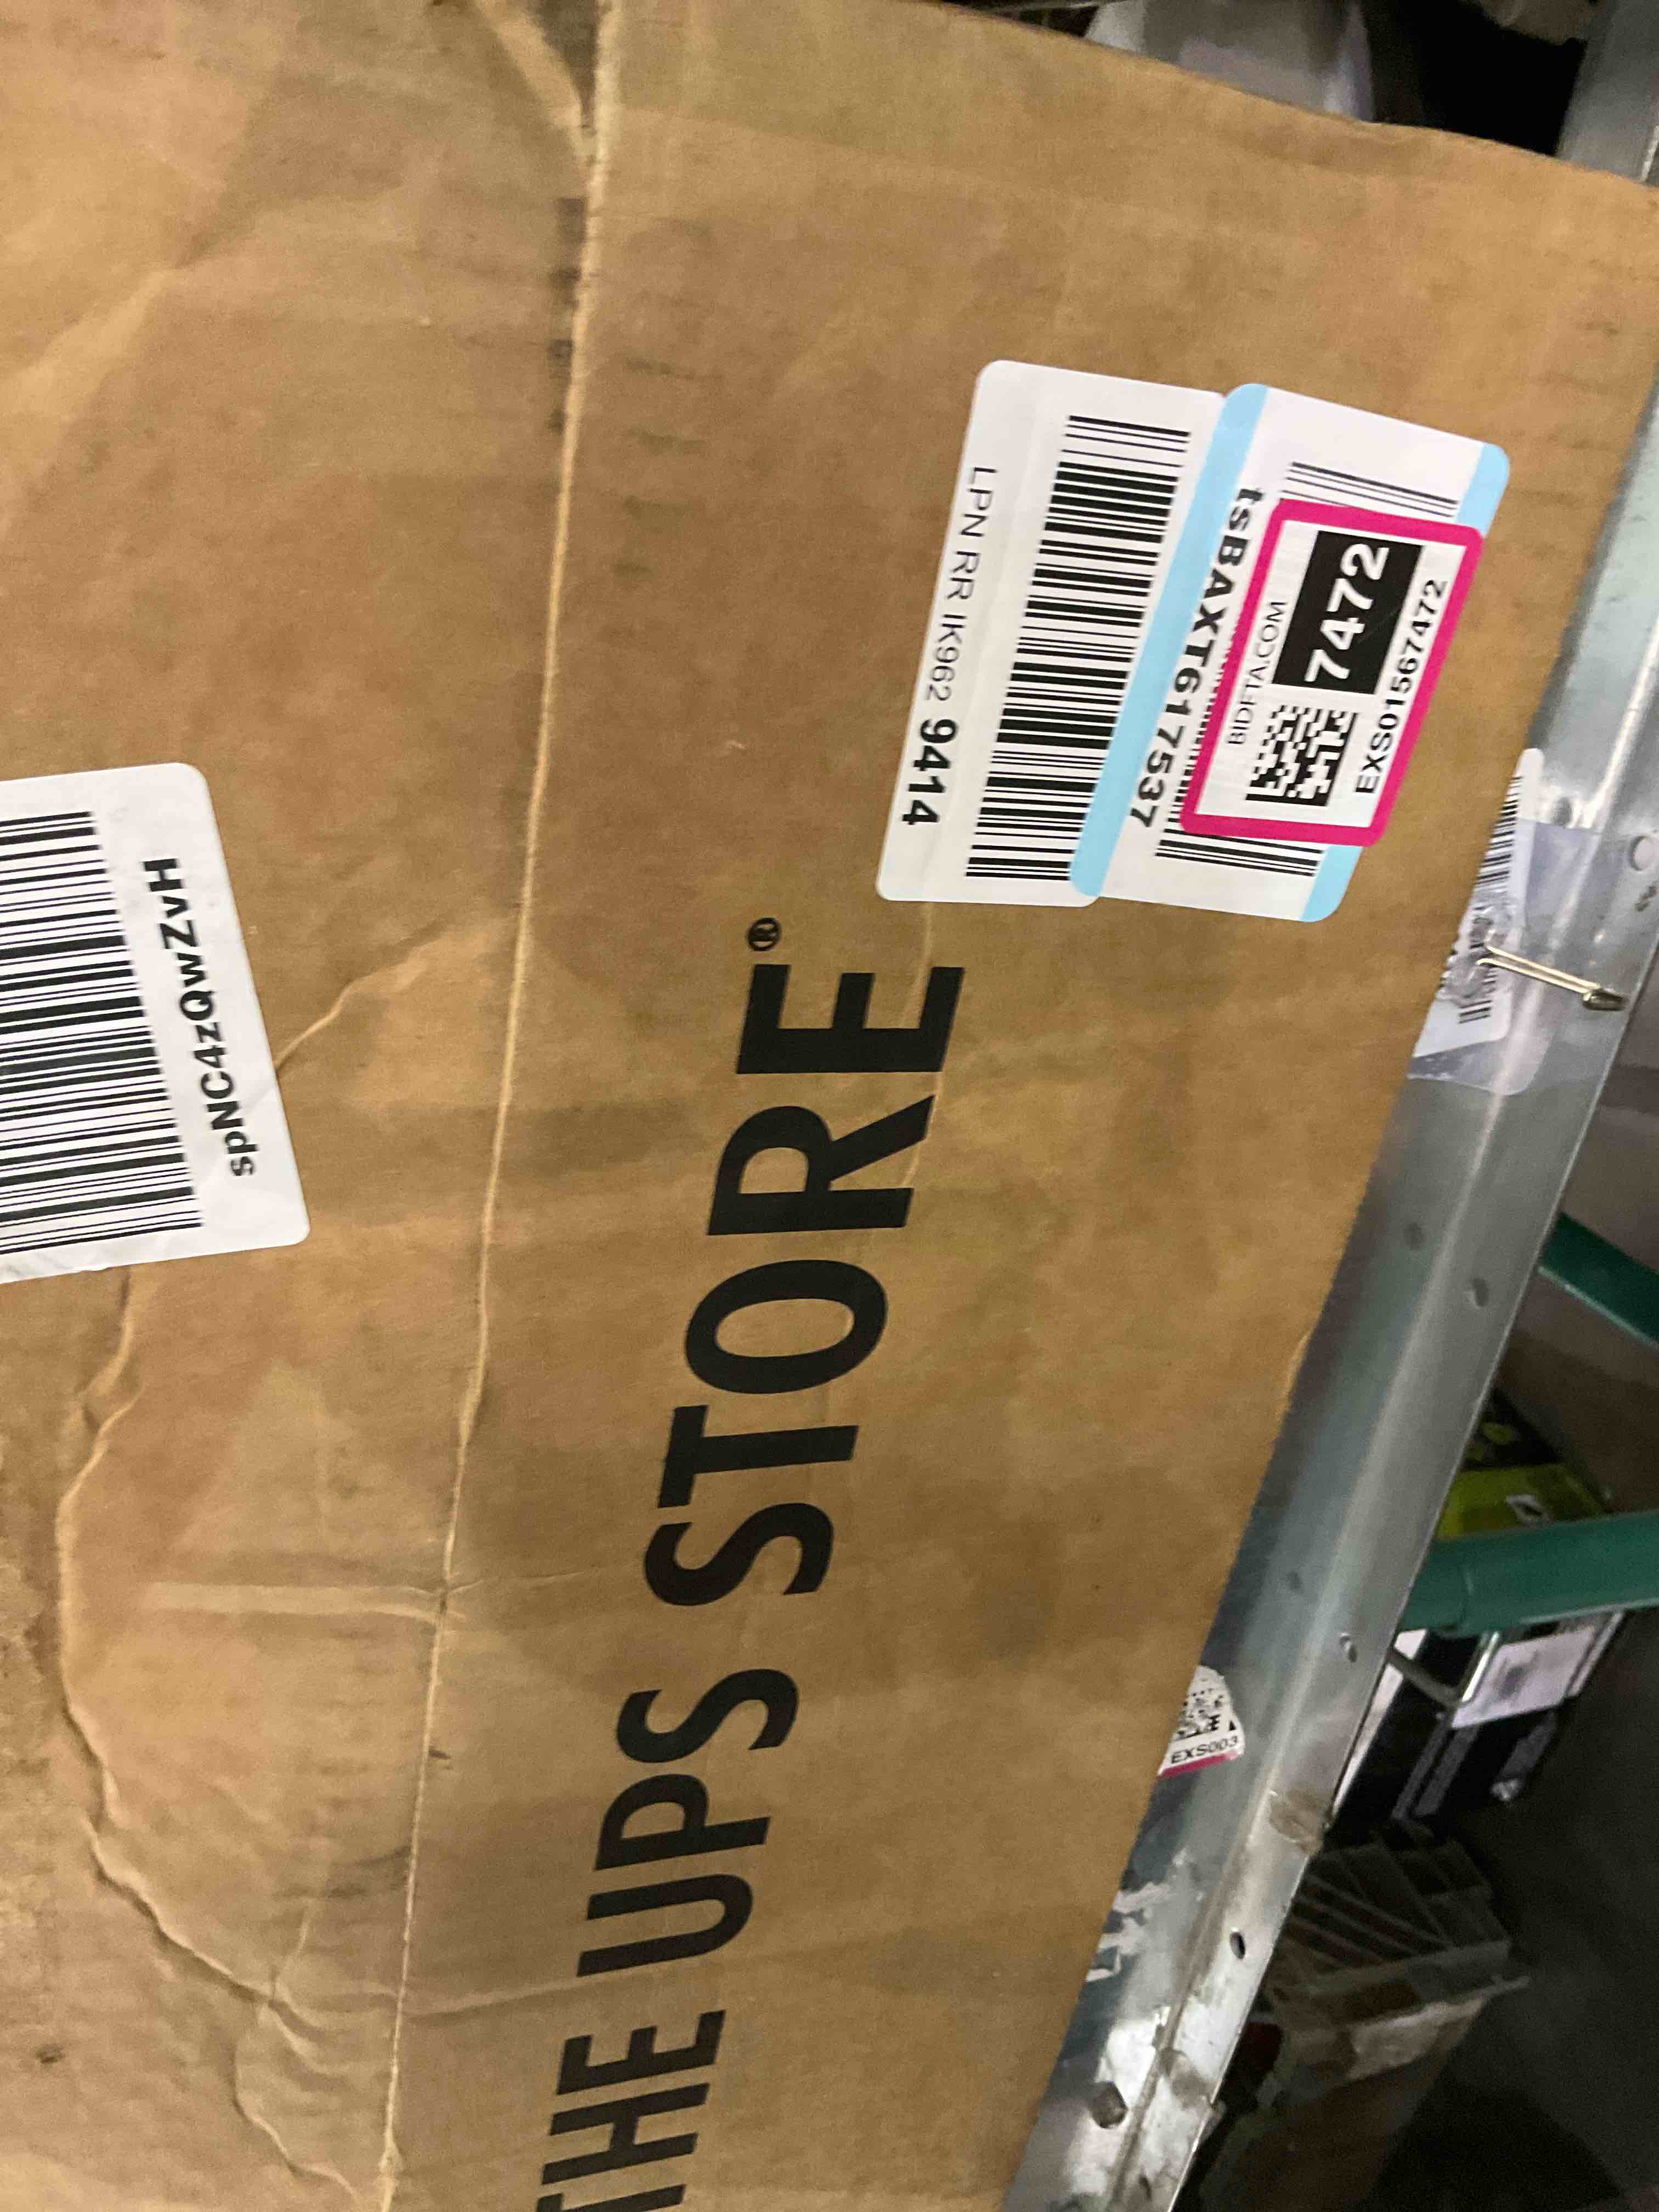 spNC4zQwZvH
THE UPS STORE®
LPN RR IK962 9414
tsBAXT617537
BIDFTA.COM
7472
EXS01567472
EXS003